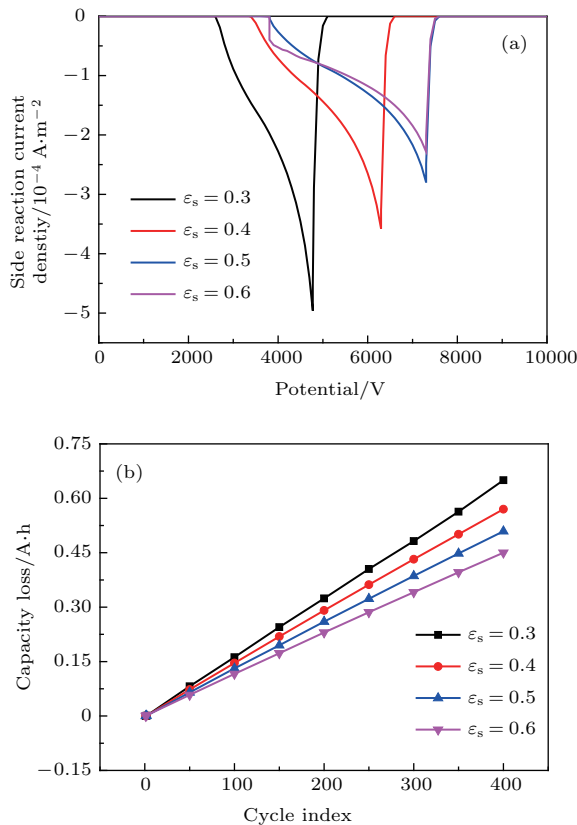 0
(a)
−1
−2
−3
−4
−5
Side reaction current
denstiy/10⁻⁴ A·m⁻²
εs = 0.3
εs = 0.4
εs = 0.5
εs = 0.6
0 2000 4000 6000 8000 10000
Potential/V
0.75
(b)
0.60
0.45
0.30
0.15
0
−0.15
Capacity loss/A·h
εs = 0.3
εs = 0.4
εs = 0.5
εs = 0.6
0 100 200 300 400
Cycle index